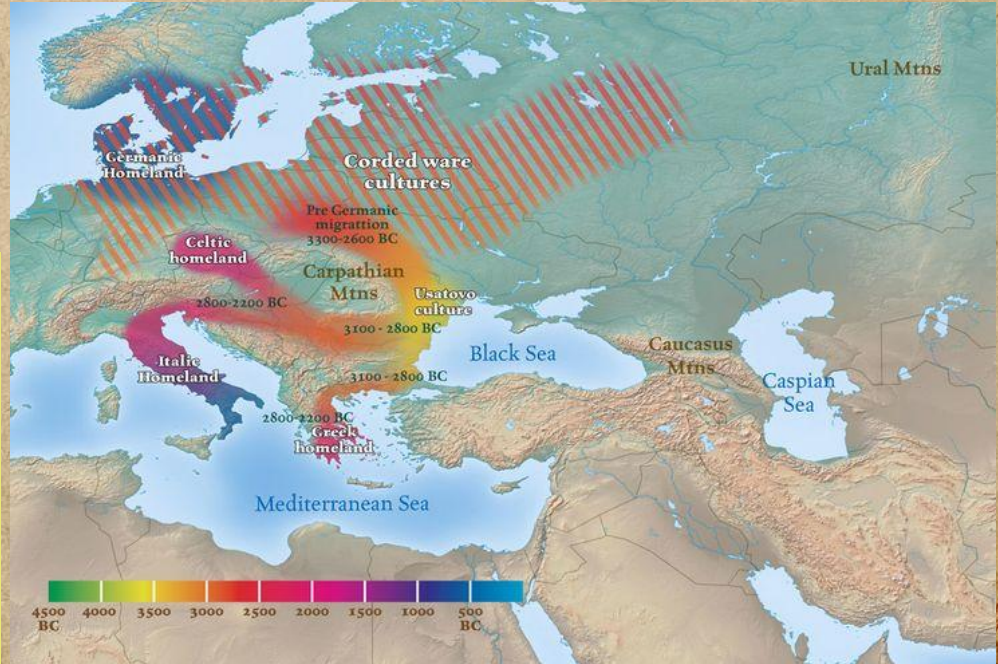 Ural Mtns
Germanic
Homeland
Corded ware
cultures
Pre Germanic
migrattion
3300-2600 BC
Celtic
homeland
Carpathian
Mtns
Usatovo
culture
2800-2200 BC
3100 - 2800 BC
Black Sea
Caucasus
Mtns
Italic
Homeland
3100 - 2800 BC
Caspian
Sea
2800-2200 BC
Greek
homeland
Mediterranean Sea
4500 4000 3500 3000 2500 2000 1500 1000 500
BC BC